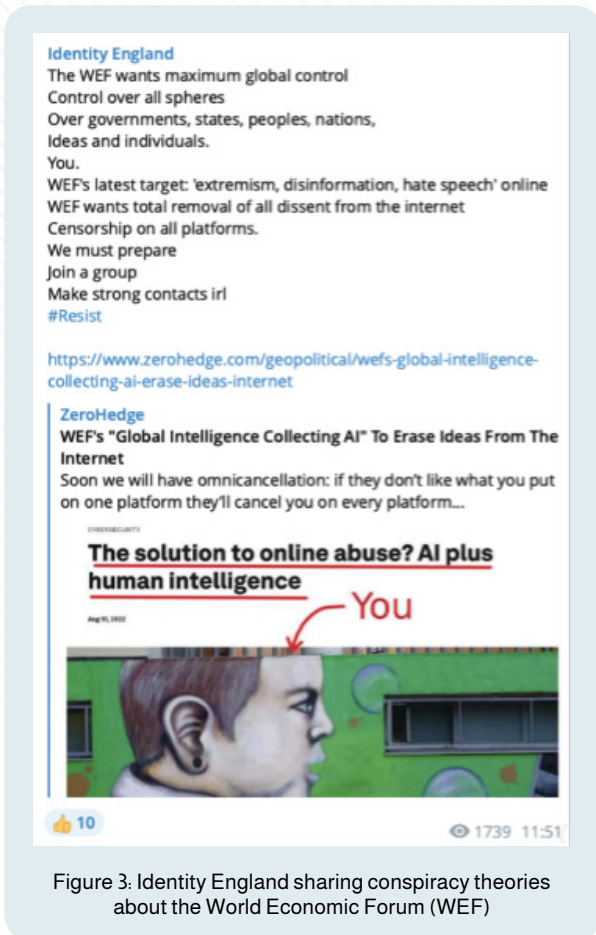 Identity England
The WEF wants maximum global control
Control over all spheres
Over governments, states, peoples, nations,
Ideas and individuals.
You.
WEF's latest target: 'extremism, disinformation, hate speech' online
WEF wants total removal of all dissent from the internet
Censorship on all platforms.
We must prepare
Join a group
Make strong contacts irl
#Resist
https://www.zerohedge.com/geopolitical/wefs-global-intelligence-
collecting-ai-erase-ideas-internet
ZeroHedge
WEF's "Global Intelligence Collecting AI" To Erase Ideas From The
Internet
Soon we will have omnicancellation: if they don't like what you put
on one platform they'll cancel you on every platform...
CYBERSECURITY
The solution to online abuse? AI plus
human intelligence
Aug 10, 2022
You
👍 10
1739 11:51
Figure 3: Identity England sharing conspiracy theories
about the World Economic Forum (WEF)